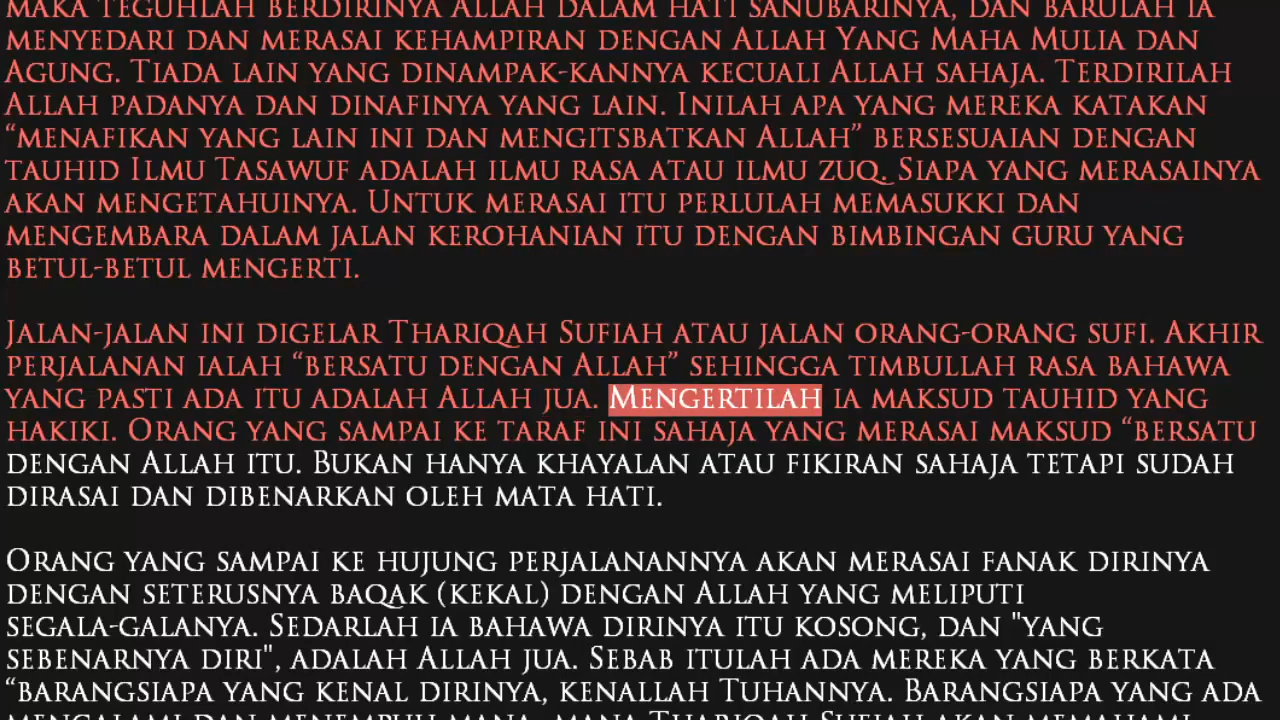 MAKA TEGUHLAH BERDIRINYA ALLAH DALAM HATI SANUBARINYA, DAN BARULAH IA
MENYEDARI DAN MERASAI KEHAMPIRAN DENGAN ALLAH YANG MAHA MULIA DAN
AGUNG. TIADA LAIN YANG DINAMPAK-KANNYA KECUALI ALLAH SAHAJA. TERDIRILAH
ALLAH PADANYA DAN DINAFINYA YANG LAIN. INILAH APA YANG MEREKA KATAKAN
“MENAFIKAN YANG LAIN INI DAN MENGITSBATKAN ALLAH” BERSESUAIAN DENGAN
TAUHID ILMU TASAWUF ADALAH ILMU RASA ATAU ILMU ZUQ. SIAPA YANG MERASAINYA
AKAN MENGETAHUINYA. UNTUK MERASAI ITU PERLULAH MEMASUKKI DAN
MENGEMBARA DALAM JALAN KEROHANIAN ITU DENGAN BIMBINGAN GURU YANG
BETUL-BETUL MENGERTI.
JALAN-JALAN INI DIGELAR THARIQAH SUFIAH ATAU JALAN ORANG-ORANG SUFI. AKHIR
PERJALANAN IALAH “BERSATU DENGAN ALLAH” SEHINGGA TIMBULLAH RASA BAHAWA
YANG PASTI ADA ITU ADALAH ALLAH JUA. MENGERTILAH IA MAKSUD TAUHID YANG
HAKIKI. ORANG YANG SAMPAI KE TARAF INI SAHAJA YANG MERASAI MAKSUD “BERSATU
DENGAN ALLAH ITU. BUKAN HANYA KHAYALAN ATAU FIKIRAN SAHAJA TETAPI SUDAH
DIRASAI DAN DIBENARKAN OLEH MATA HATI.
ORANG YANG SAMPAI KE HUJUNG PERJALANANNYA AKAN MERASAI FANAK DIRINYA
DENGAN SETERUSNYA BAQAK (KEKAL) DENGAN ALLAH YANG MELIPUTI
SEGALA-GALANYA. SEDARLAH IA BAHAWA DIRINYA ITU KOSONG, DAN "YANG
SEBENARNYA DIRI", ADALAH ALLAH JUA. SEBAB ITULAH ADA MEREKA YANG BERKATA
“BARANGSIAPA YANG KENAL DIRINYA, KENALLAH TUHANNYA. BARANGSIAPA YANG ADA
MENGALAMI DAN MENEMPUH MANA- MANA THARIQAH SUFIAH AKAN MEMAHAMI